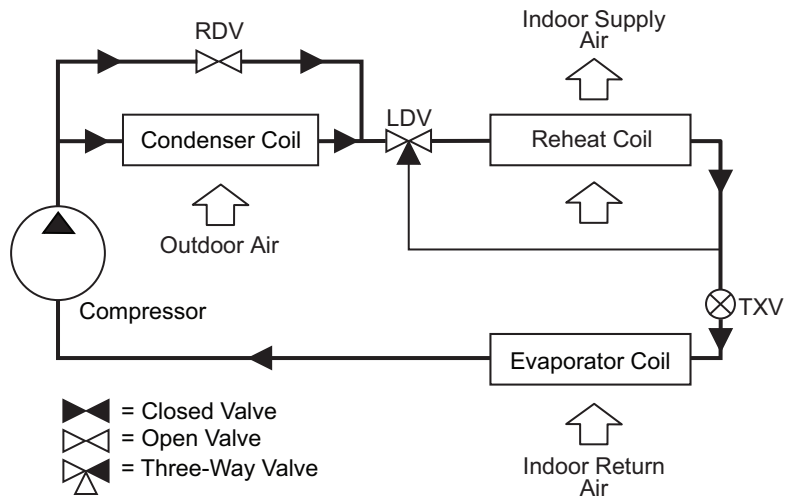 RDV
Indoor Supply
Air
LDV
Condenser Coil
Reheat Coil
Outdoor Air
Compressor
TXV
Evaporator Coil
= Closed Valve
= Open Valve
= Three-Way Valve
Indoor Return
Air